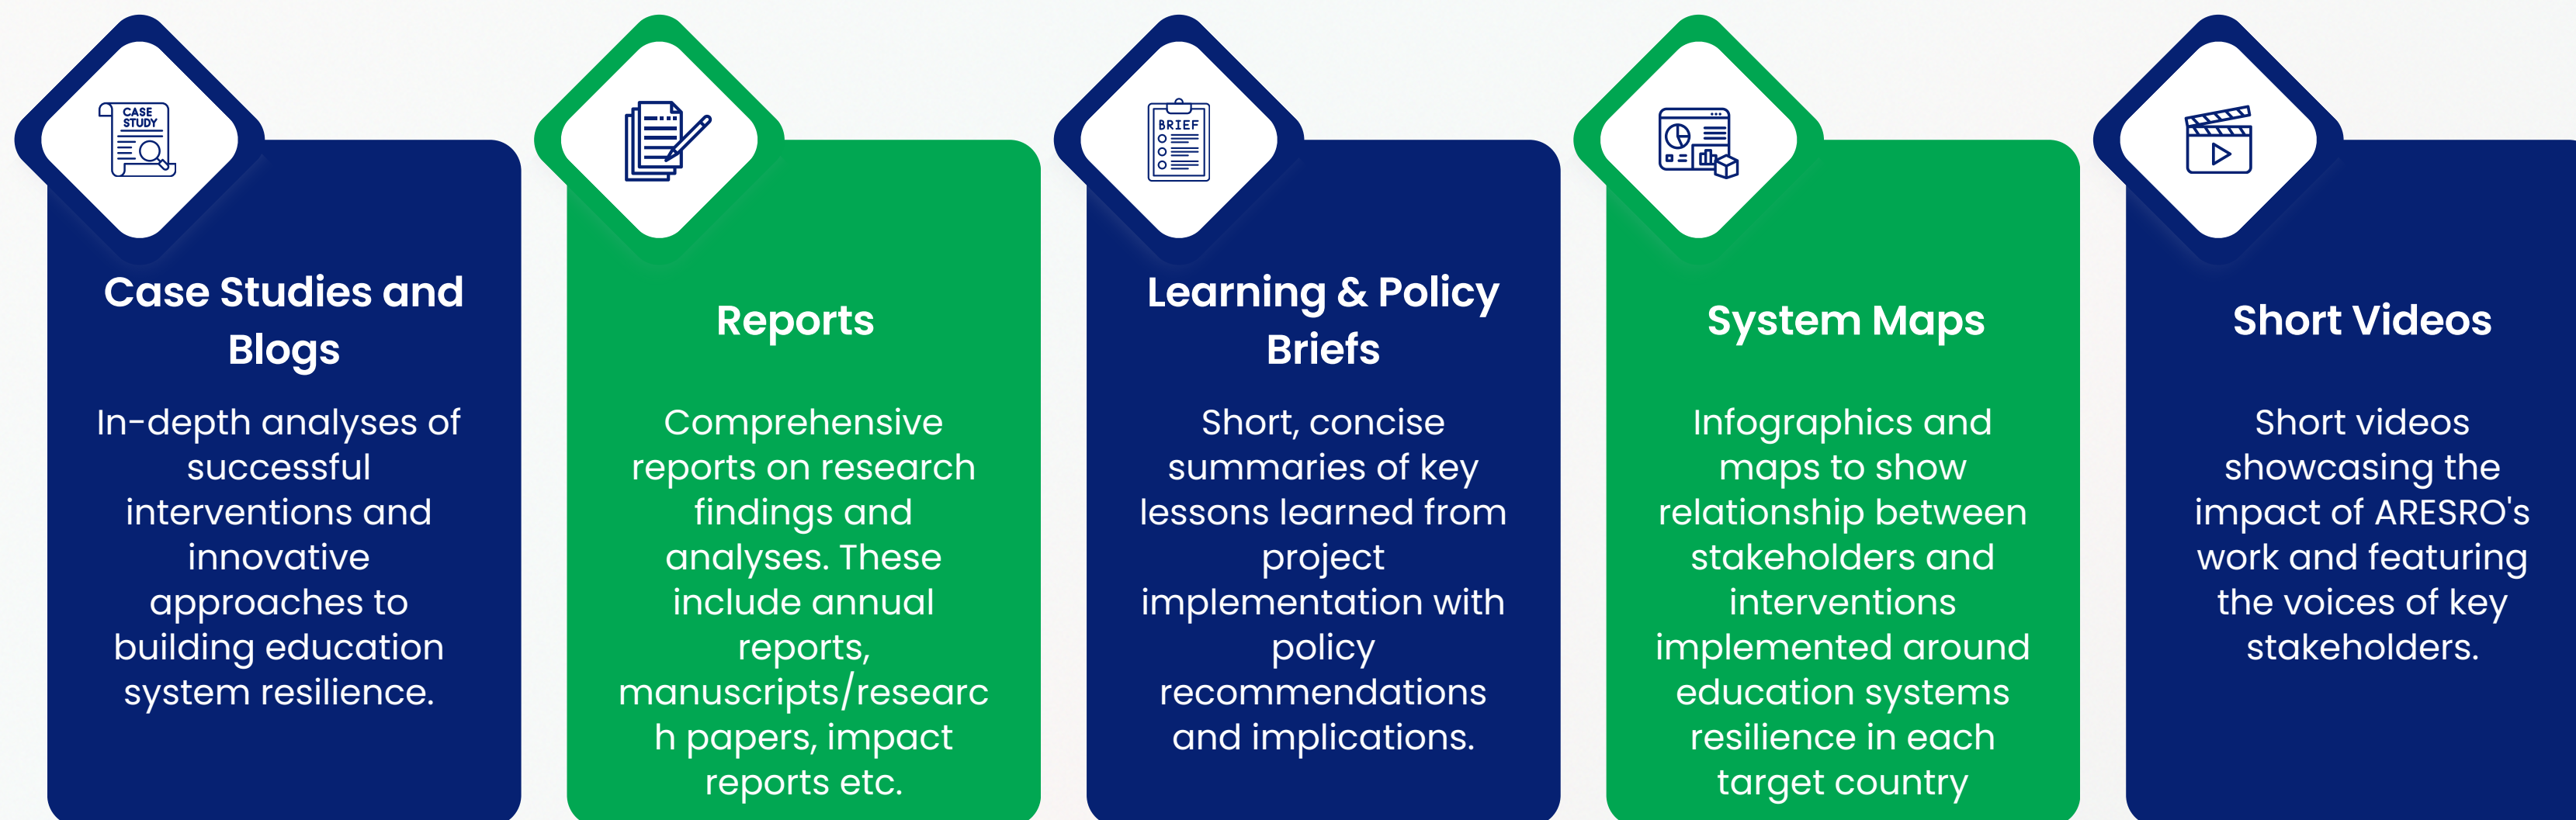 CASE
STUDY
Case Studies and
Blogs
In-depth analyses of
successful
interventions and
innovative
approaches to
building education
system resilience.
Reports
Comprehensive
reports on research
findings and
analyses. These
include annual
reports,
manuscripts/researc
h papers, impact
reports etc.
BRIEF
Learning & Policy
Briefs
Short, concise
summaries of key
lessons learned from
project
implementation with
policy
recommendations
and implications.
System Maps
Infographics and
maps to show
relationship between
stakeholders and
interventions
implemented around
education systems
resilience in each
target country
Short Videos
Short videos
showcasing the
impact of ARESRO's
work and featuring
the voices of key
stakeholders.